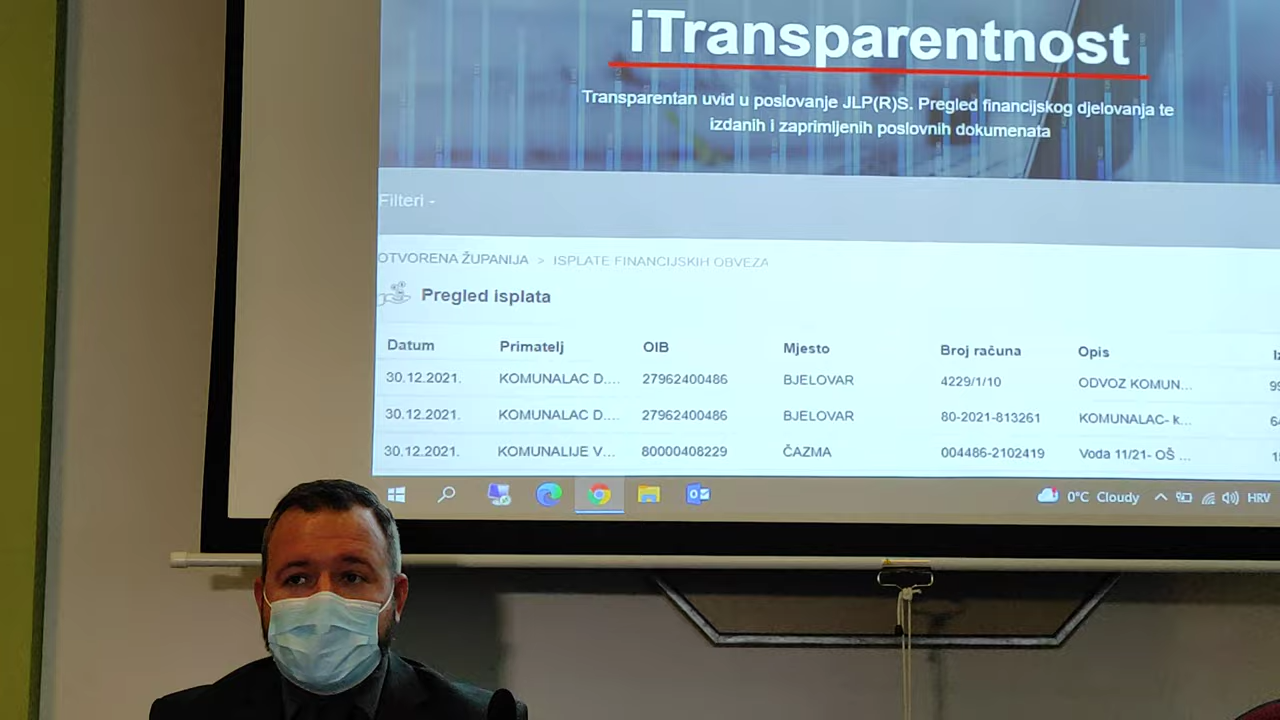 iTransparentnost
Transparentan uvid u poslovanje JLP(R)S. Pregled financijskog djelovanja te
izdanih i zaprimljenih poslovnih dokumenata
Filteri -
OTVORENA ŽUPANIJA > ISPLATE FINANCIJSKIH OBVEZA
Pregled isplata
Datum Primatelj OIB Mjesto Broj računa Opis
30.12.2021. KOMUNALAC D.... 27962400486 BJELOVAR 4229/1/10 ODVOZ KOMUN...
30.12.2021. KOMUNALAC D.... 27962400486 BJELOVAR 80-2021-813261 KOMUNALAC- k...
30.12.2021. KOMUNALIJE V... 80000408229 ČAZMA 004486-2102419 Voda 11/21- OŠ ...
0°C Cloudy HRV